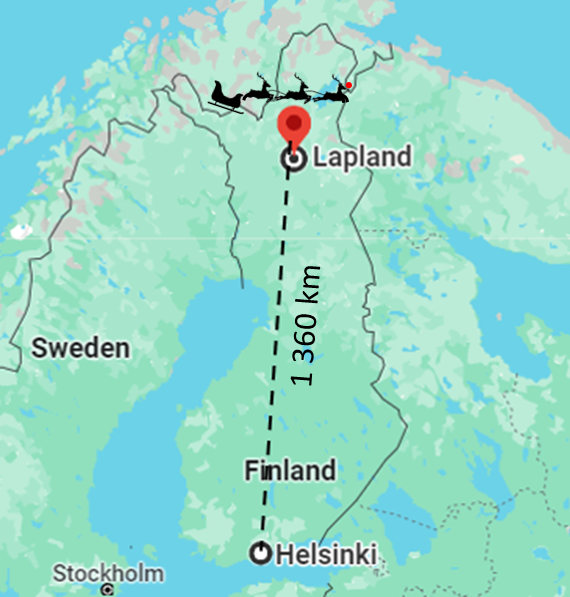 Lapland
1 360 km
Sweden
Finland
Helsinki
Stockholm